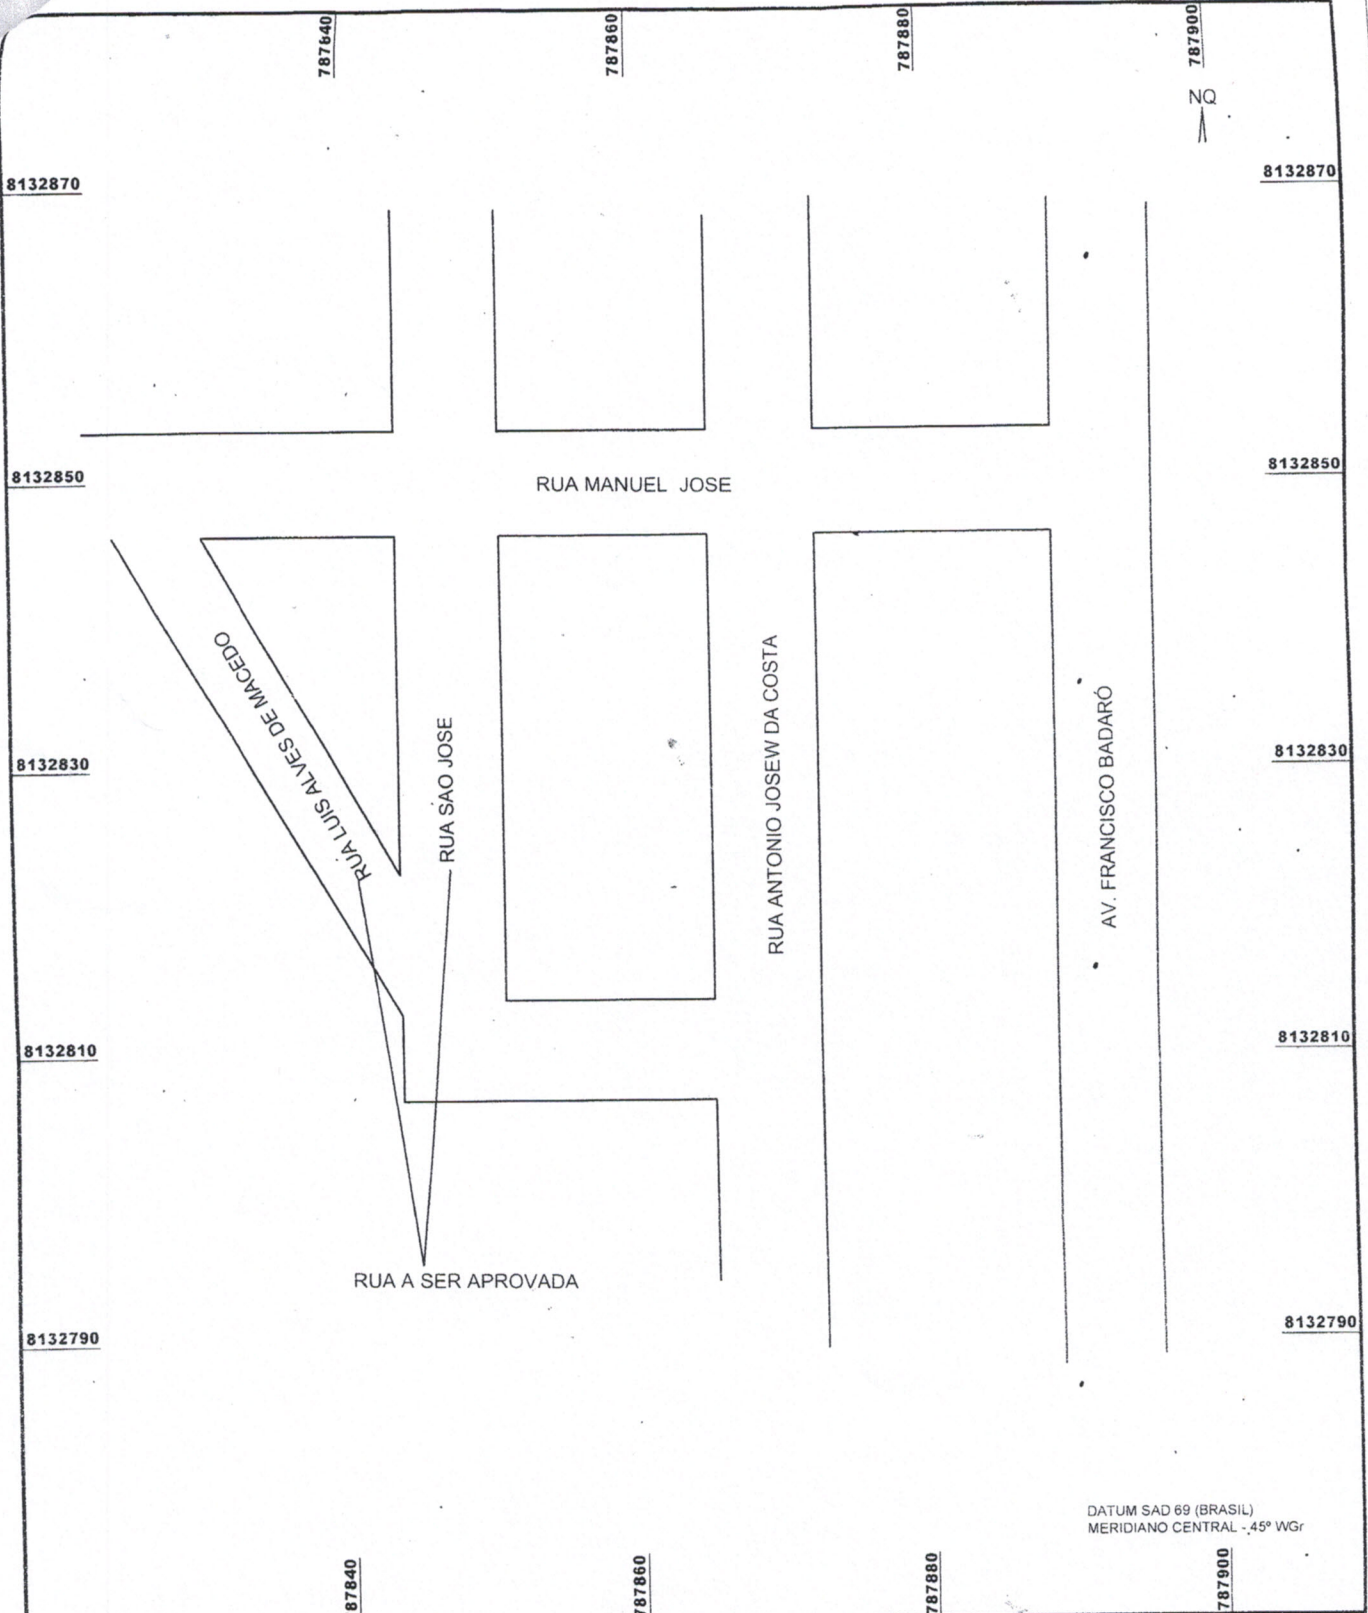 787840
787860
787880
787900
NQ
8132870
8132870
8132850
8132850
RUA MANUEL JOSE
RUA LUIS ALVES DE MACEDO
RUA SAO JOSE
RUA ANTONIO JOSEW DA COSTA
AV. FRANCISCO BADARÓ
8132830
8132830
8132810
8132810
RUA A SER APROVADA
8132790
8132790
DATUM SAD 69 (BRASIL)
MERIDIANO CENTRAL - 45º WGr
87840
787860
787880
787900